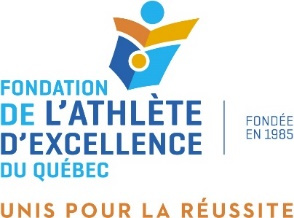 FONDATION
DE L'ATHLÈTE
D'EXCELLENCE
DU QUÉBEC
FONDÉE
EN 1985
UNIS POUR LA RÉUSSITE